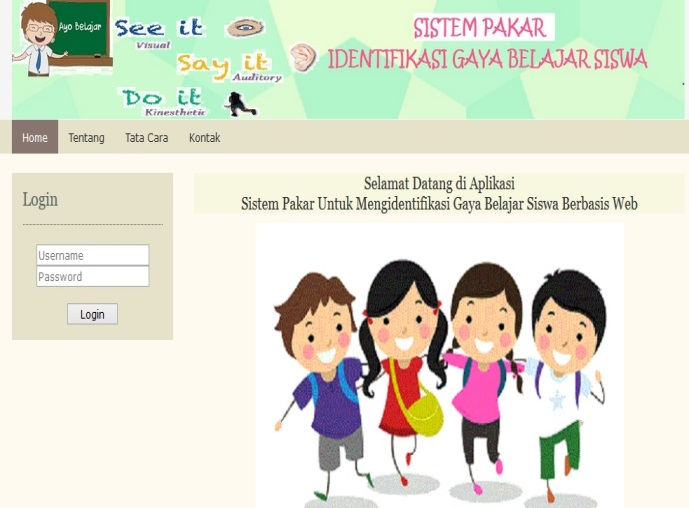 Ayo Belajar
See it
Visual
Say it
Auditory
Do it
Kinesthetic
SISTEM PAKAR
IDENTIFIKASI GAYA BELAJAR SISWA
Home Tentang Tata Cara Kontak
Login
Username
Password
Login
Selamat Datang di Aplikasi
Sistem Pakar Untuk Mengidentifikasi Gaya Belajar Siswa Berbasis Web